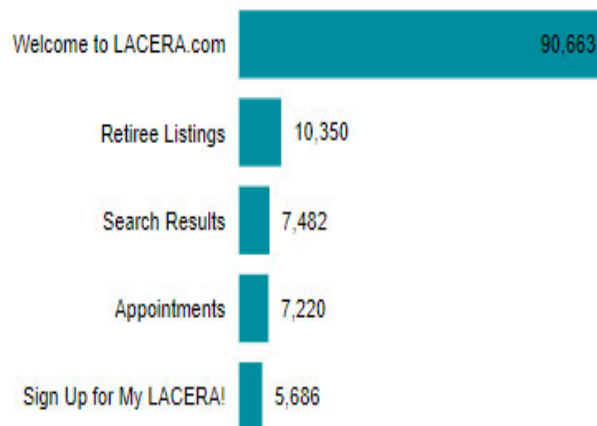 Welcome to LACERA.com 90,663
Retiree Listings 10,350
Search Results 7,482
Appointments 7,220
Sign Up for My LACERA! 5,686